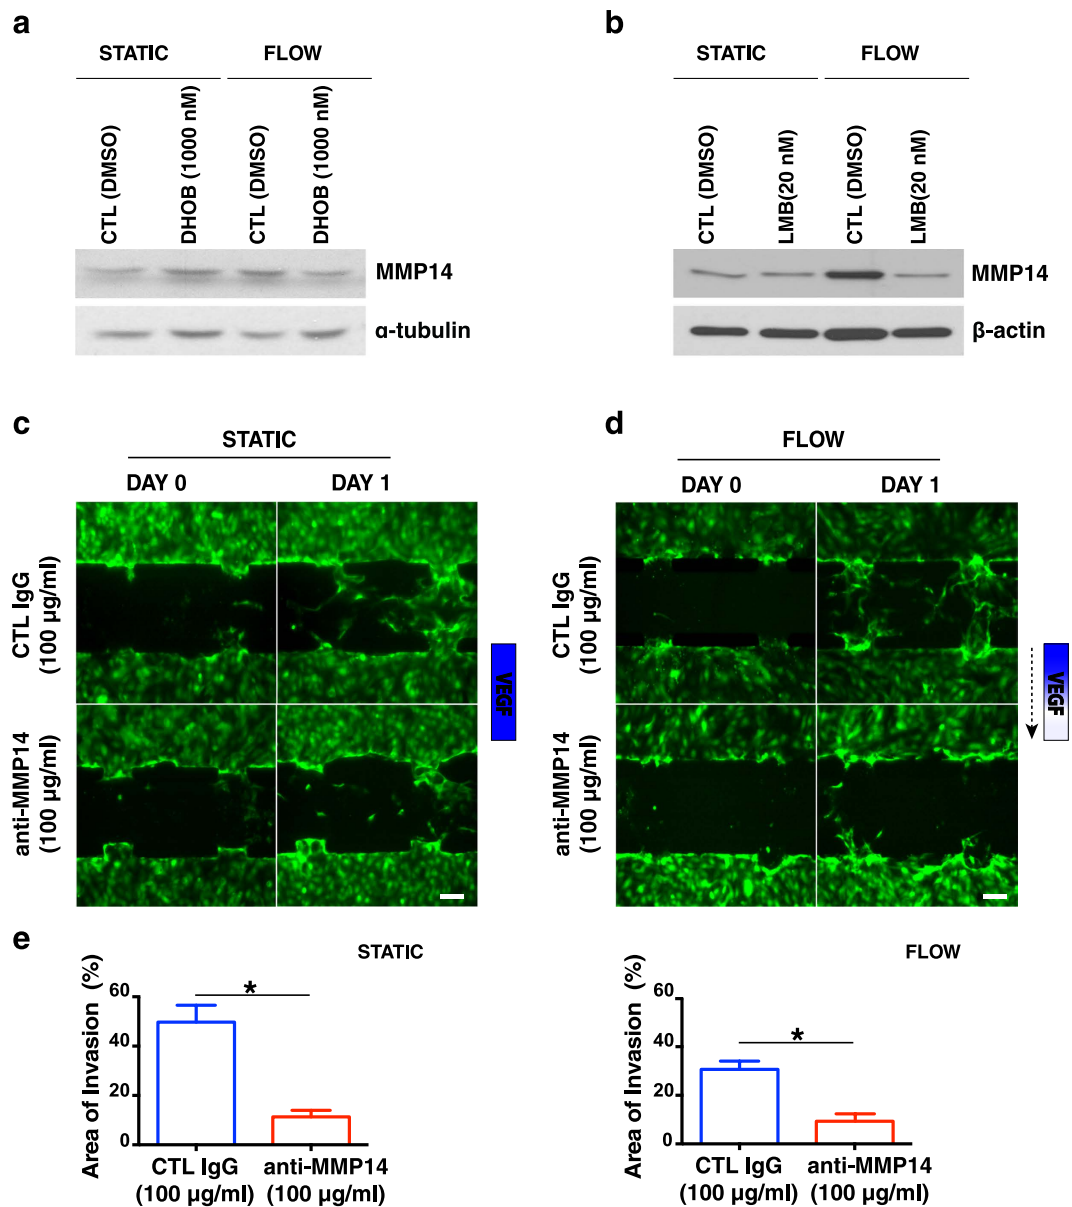 a
STATIC FLOW
CTL (DMSO)
DHOB (1000 nM)
CTL (DMSO)
DHOB (1000 nM)
MMP14
α-tubulin
b
STATIC FLOW
CTL (DMSO)
LMB(20 nM)
CTL (DMSO)
LMB(20 nM)
MMP14
β-actin
c
STATIC
DAY 0 DAY 1
CTL IgG
(100 µg/ml)
anti-MMP14
(100 µg/ml)
VEGF
d
FLOW
DAY 0 DAY 1
CTL IgG
(100 µg/ml)
anti-MMP14
(100 µg/ml)
VEGF
e
STATIC
Area of Invasion (%)
60
40
20
0
*
CTL IgG anti-MMP14
(100 µg/ml) (100 µg/ml)
FLOW
Area of Invasion (%)
60
40
20
0
*
CTL IgG anti-MMP14
(100 µg/ml) (100 µg/ml)